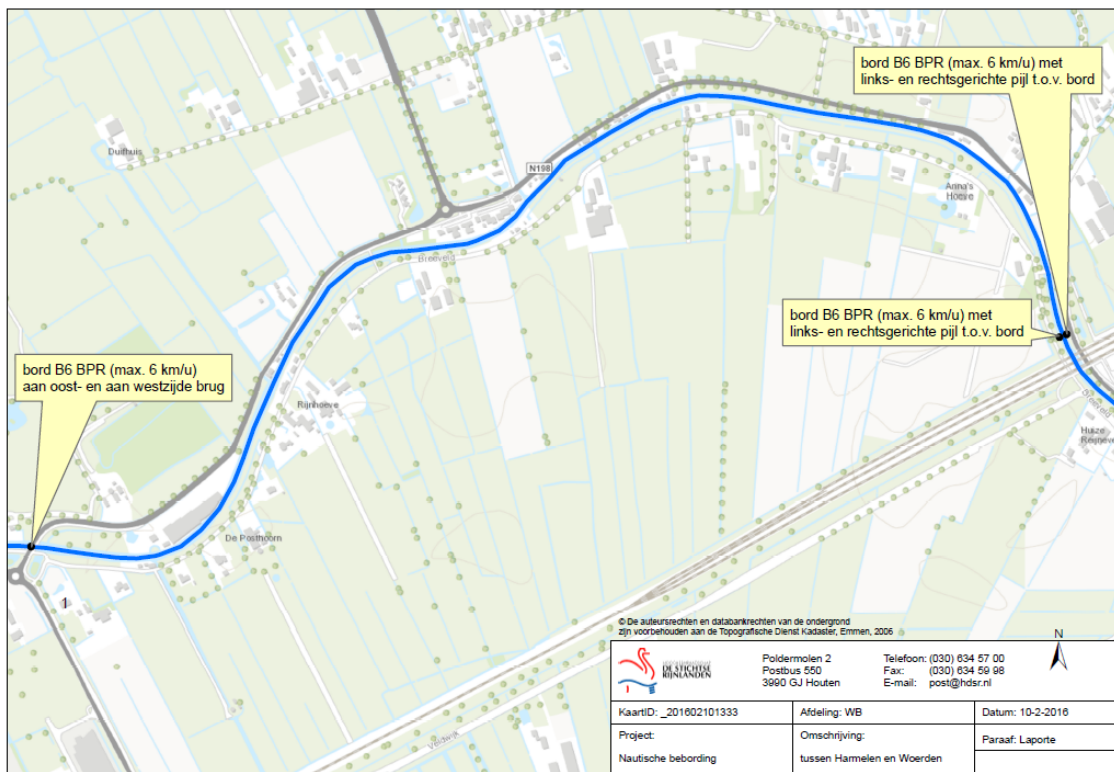 bord B6 BPR (max. 6 km/u) met
links- en rechtsgerichte pijl t.o.v. bord
Duifhuis
N198
Anna's
Hoeve
Breeveld
bord B6 BPR (max. 6 km/u) met
links- en rechtsgerichte pijl t.o.v. bord
bord B6 BPR (max. 6 km/u)
aan oost- en aan westzijde brug
Rijnhoeve
Breeveld
Huize
De Posthoorn
1
Veldwijk
© De auteursrechten en databankrechten van de ondergrond
zijn voorbehouden aan de Topografische Dienst Kadaster, Emmen, 2006
N
DE STICHTSE
RIJNLANDEN
Poldermolen 2
Postbus 550
3990 GJ Houten
Telefoon: (030) 634 57 00
Fax: (030) 634 59 98
E-mail: post@hdsr.nl
KaartID: _201602101333
Afdeling: WB
Datum: 10-2-2016
Project:
Nautische bebording
Omschrijving:
tussen Harmelen en Woerden
Paraaf: Laporte